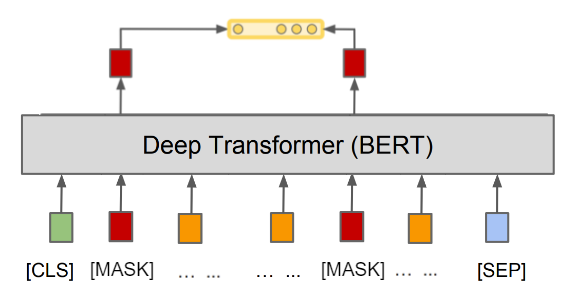 Deep Transformer (BERT)
[CLS] [MASK] ... ... ... ... [MASK] ... ... [SEP]